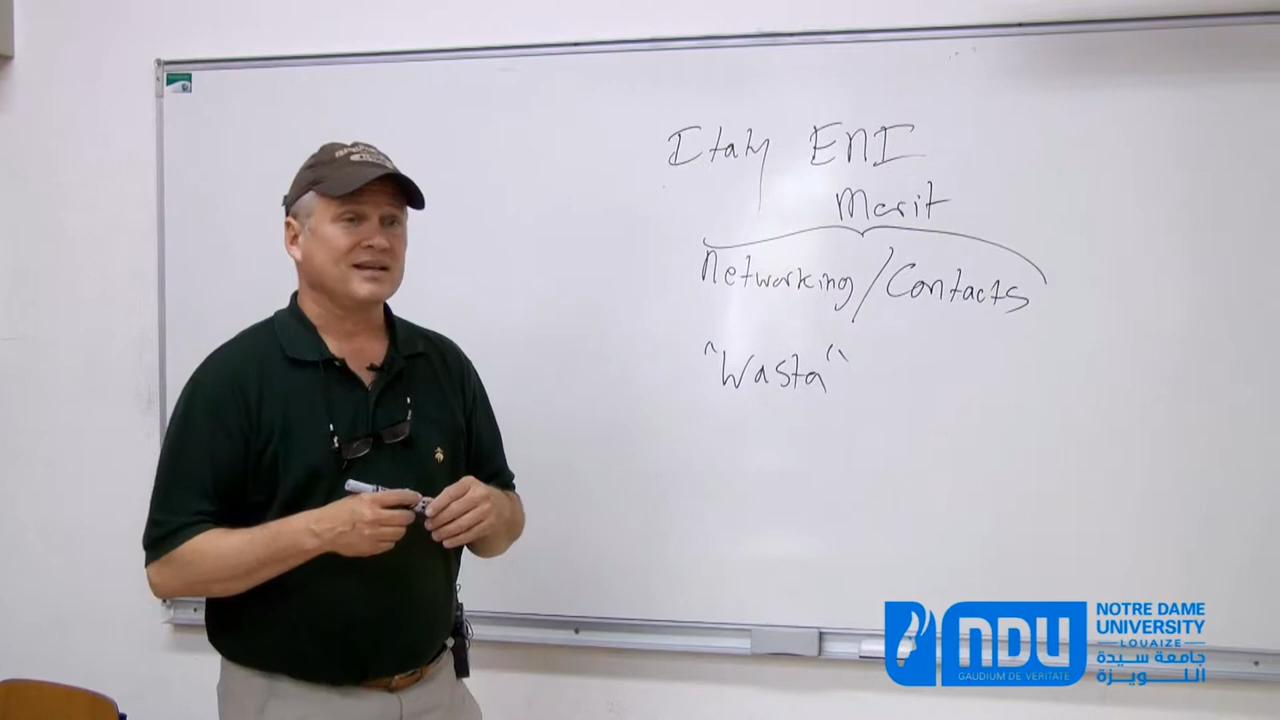 Italy ENI
Merit
Networking/Contacts
"Wasta"
NDU
GAUDIUM DE VERITATE
NOTRE DAME
UNIVERSITY
LOUAIZE
جامعة سيدة
اللويزة